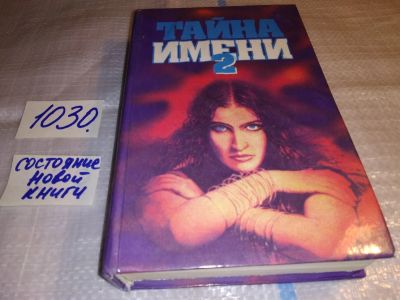 ТАЙНА
ИМЕНИ
2
1030.
СОСТОЯНИЕ
НОВОЙ
КНИГИ